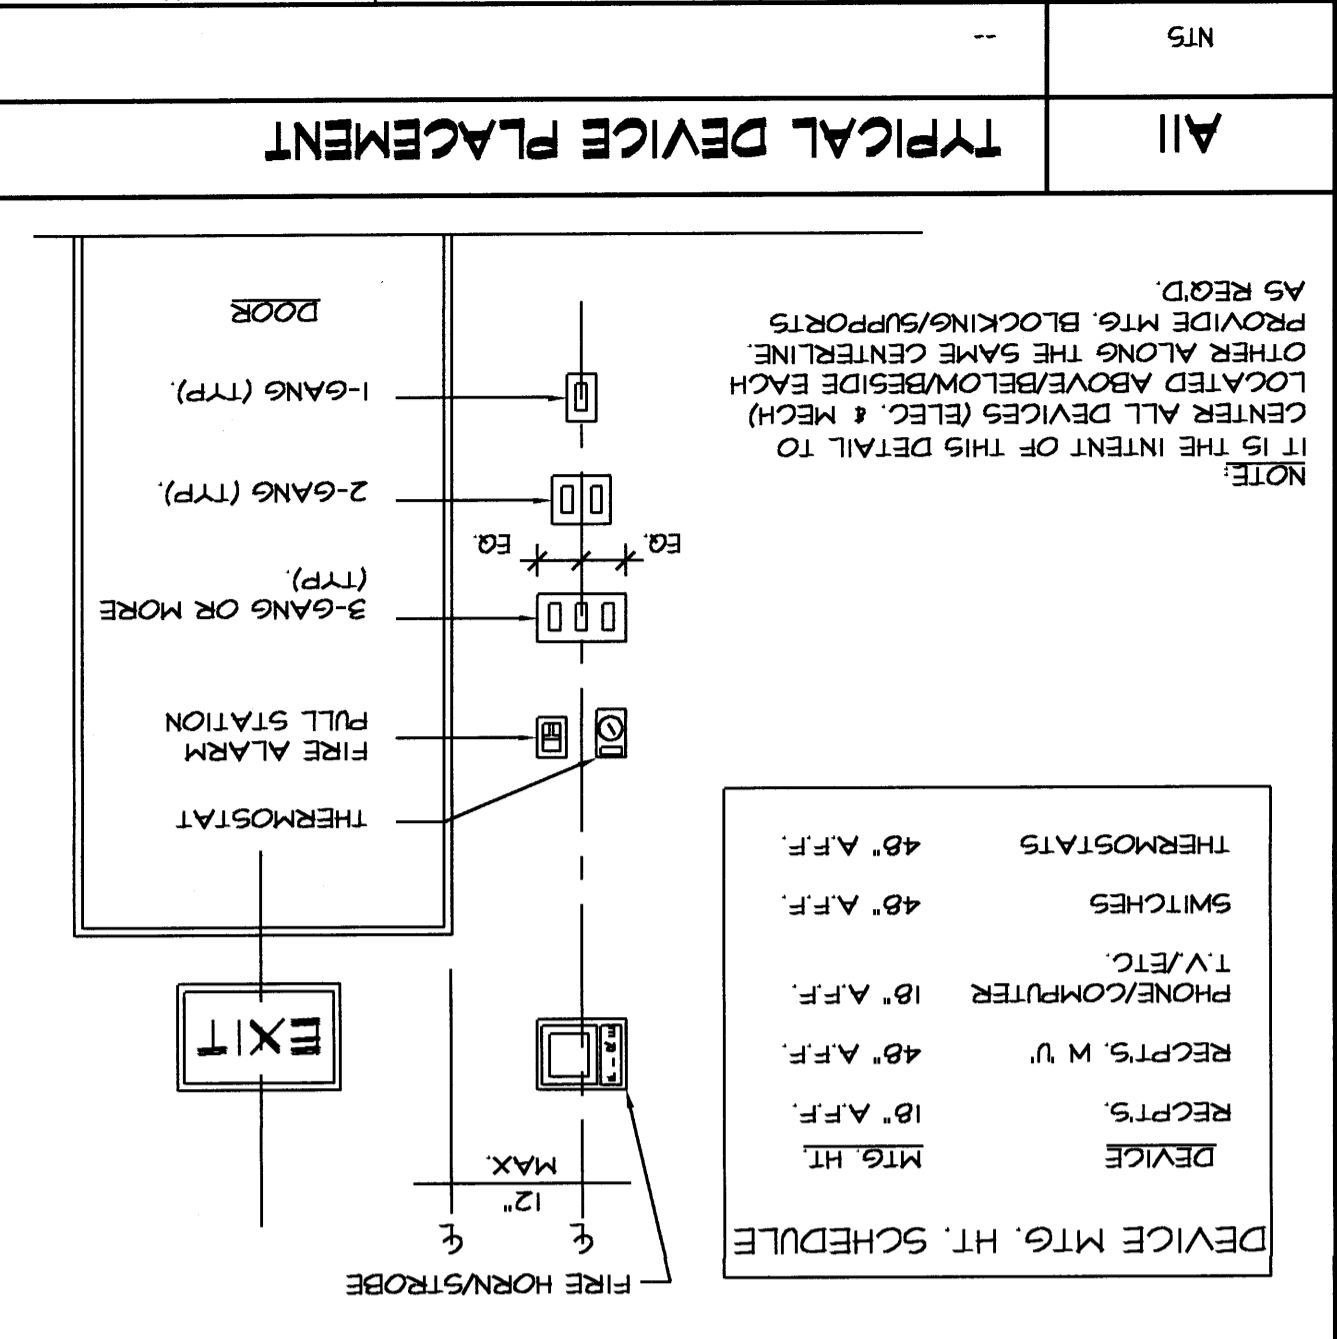 FIRE HORN/STROBE
DEVICE MTG. HT. SCHEDULE
DEVICE MTG. HT.
RECPT'S. 18" A.F.F.
RECPT'S. W 'U' 48" A.F.F.
PHONE/COMPUTER 18" A.F.F.
T.V./ETC.
SWITCHES 48" A.F.F.
THERMOSTATS 48" A.F.F.
℄ ℄
12"
MAX.
FIRE
EXIT
THERMOSTAT
FIRE ALARM
PULL STATION
3-GANG OR MORE
(TYP).
EQ. EQ.
2-GANG (TYP).
1-GANG (TYP).
DOOR
NOTE:
IT IS THE INTENT OF THIS DETAIL TO
CENTER ALL DEVICES (ELEC. & MECH)
LOCATED ABOVE/BELOW/BESIDE EACH
OTHER ALONG THE SAME CENTERLINE.
PROVIDE MTG. BLOCKING/SUPPORTS
AS REQ'D.
A11 TYPICAL DEVICE PLACEMENT
NTS --